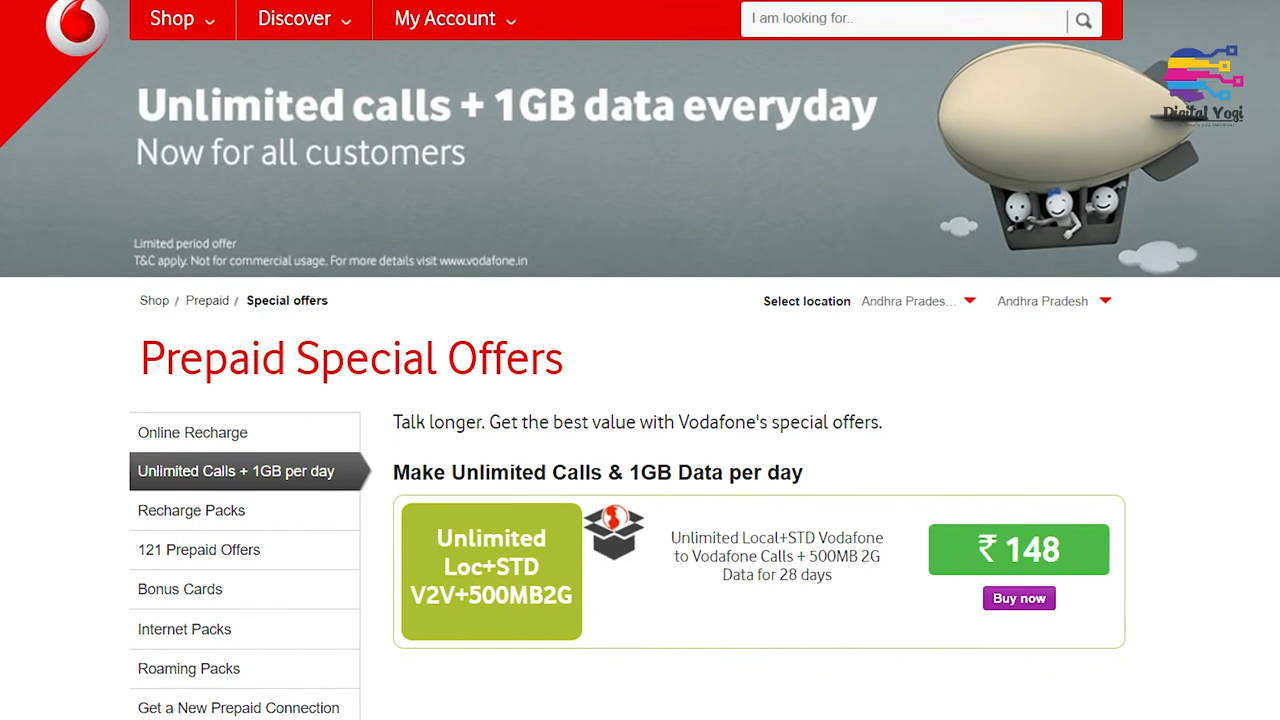 Shop
Discover
My Account
I am looking for..
Digital Yogi
Unlimited calls + 1GB data everyday
Now for all customers
Limited period offer
T&C apply. Not for commercial usage. For more details visit www.vodafone.in
Shop / Prepaid / Special offers
Select location
Andhra Prades...
Andhra Pradesh
Prepaid Special Offers
Online Recharge
Unlimited Calls + 1GB per day
Recharge Packs
121 Prepaid Offers
Bonus Cards
Internet Packs
Roaming Packs
Get a New Prepaid Connection
Talk longer. Get the best value with Vodafone's special offers.
Make Unlimited Calls & 1GB Data per day
Unlimited
Loc+STD
V2V+500MB2G
Unlimited Local+STD Vodafone
to Vodafone Calls + 500MB 2G
Data for 28 days
₹ 148
Buy now